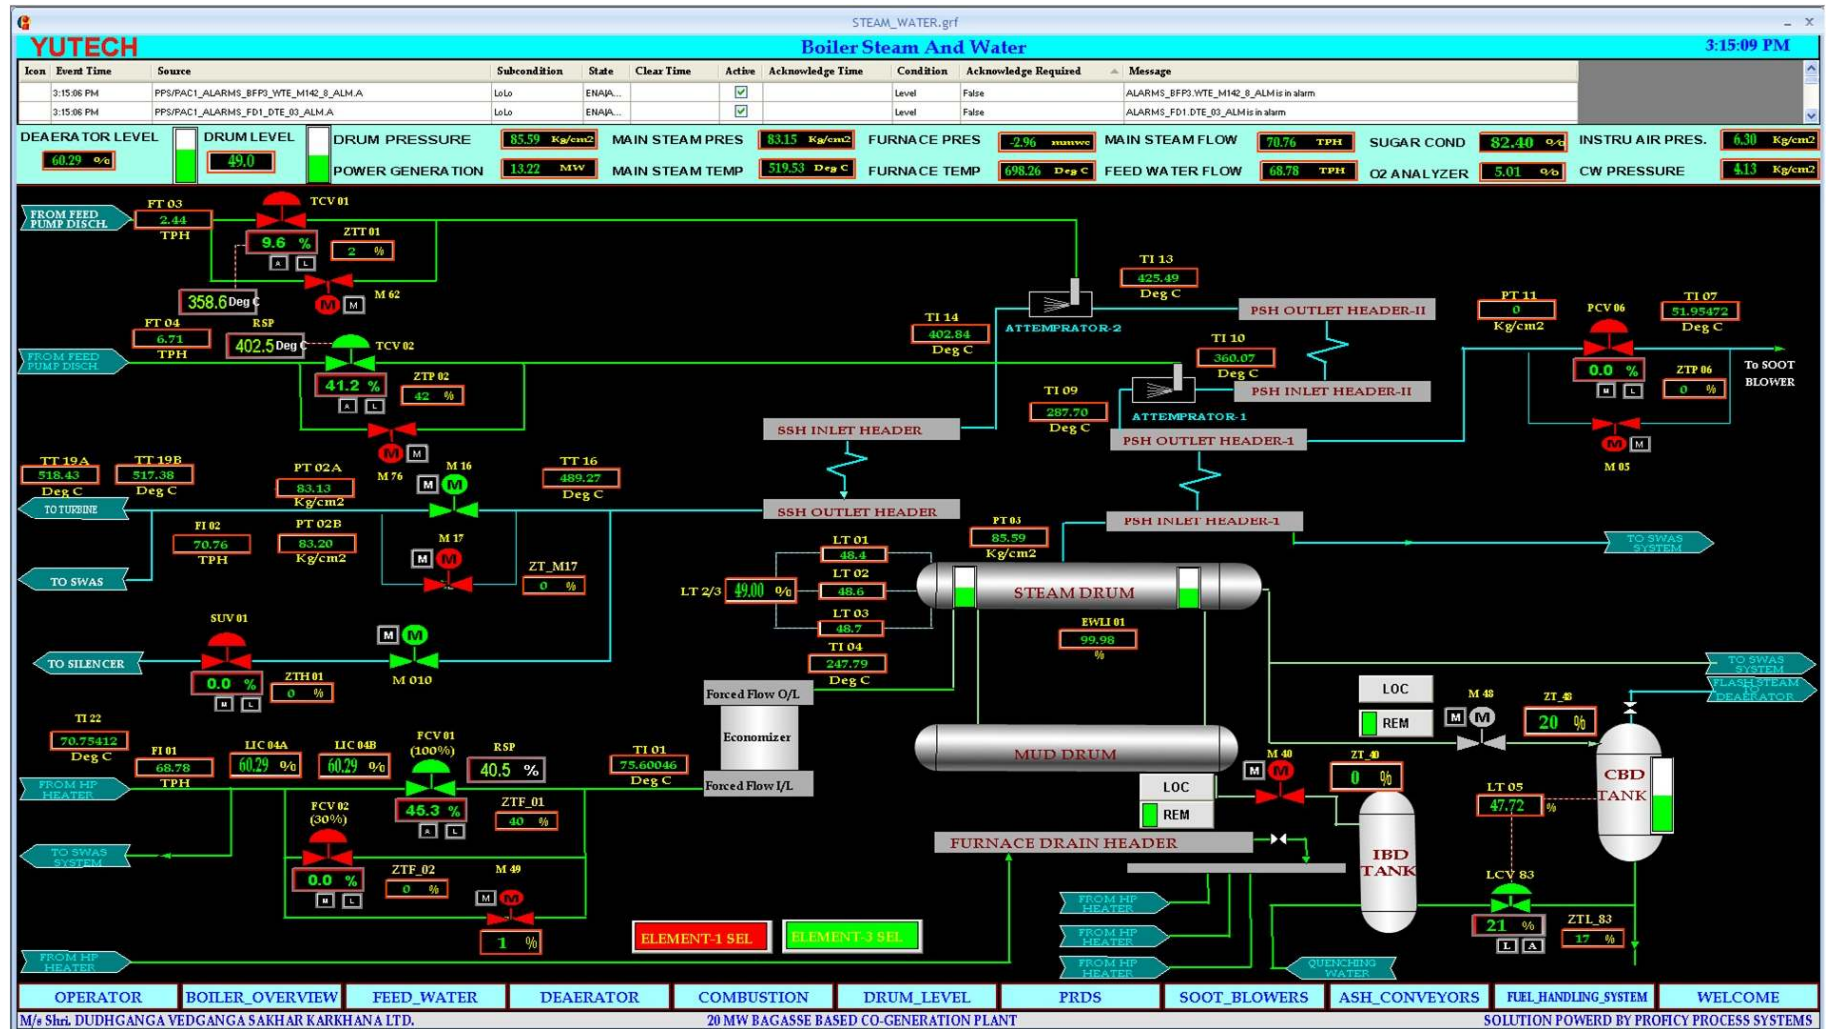 STEAM_WATER.grf
YUTECH
Boiler Steam And Water
3:15:09 PM
Icon Event Time Source Subcondition State Clear Time Active Acknowledge Time Condition Acknowledge Required Message
3:15:06 PM PPS/PAC1_ALARMS_BFP3_WTE_M142_8_ALM.A LoLo ENA|A... Level False ALARMS_BFP3.WTE_M142_8_ALM is in alarm
3:15:06 PM PPS/PAC1_ALARMS_FD1_DTE_03_ALM.A LoLo ENA|A... Level False ALARMS_FD1.DTE_03_ALM is in alarm
DEAERATOR LEVEL
60.29 %
DRUM LEVEL
49.0
DRUM PRESSURE 85.59 Kg/cm2
POWER GENERATION 13.22 MW
MAIN STEAM PRES 83.15 Kg/cm2
MAIN STEAM TEMP 519.53 Deg C
FURNACE PRES -2.96 mmwc
FURNACE TEMP 698.26 Deg C
MAIN STEAM FLOW 70.76 TPH
FEED WATER FLOW 68.78 TPH
SUGAR COND 82.40 %
O2 ANALYZER 5.01 %
INSTRU AIR PRES. 6.30 Kg/cm2
CW PRESSURE 4.13 Kg/cm2
FROM FEED
PUMP DISCH.
FT 03
2.44
TPH
TCV 01
9.6 %
A L
ZTT 01
2 %
358.6 Deg C
M M
M 62
FT 04
6.71
TPH
RSP
402.5 Deg C
TCV 02
FROM FEED
PUMP DISCH.
41.2 %
A L
ZTP 02
42 %
M M
M 76
TI 13
425.49
Deg C
ATTEMPRATOR-2
PSH OUTLET HEADER-II
TI 14
402.84
Deg C
TI 10
360.07
Deg C
PSH INLET HEADER-II
TI 09
287.70
Deg C
ATTEMPRATOR-1
PSH OUTLET HEADER-1
PT 11
0
Kg/cm2
PCV 06
TI 07
51.95472
Deg C
0.0 %
M L
ZTP 06
0 %
To SOOT
BLOWER
M M
M 05
SSH INLET HEADER
SSH OUTLET HEADER
PSH INLET HEADER-1
TT 19A
518.43
Deg C
TT 19B
517.38
Deg C
PT 02A
83.13
Kg/cm2
M 16
M M
TT 16
489.27
Deg C
TO TURBINE
FI 02
70.76
TPH
PT 02B
83.20
Kg/cm2
M 17
M M
ZT_M17
0 %
TO SWAS
PT 05
85.59
Kg/cm2
TO SWAS
SYSTEM
LT 2/3 49.00 %
LT 01
48.4
LT 02
48.6
LT 03
48.7
TI 04
247.79
Deg C
STEAM DRUM
EWLI 01
99.98
%
SUV 01
TO SILENCER
0.0 %
M L
ZTH 01
0 %
M M
M 010
TO SWAS
SYSTEM
FLASH STEAM
TO
DEAERATOR
Forced Flow O/L
Economizer
Forced Flow I/L
MUD DRUM
LOC
REM
M 48
M M
ZT_48
20 %
M 40
M M
ZT_40
0 %
LOC
REM
CBD
TANK
LT 05
47.72 %
TI 22
70.75412
Deg C
FI 01
68.78
TPH
LIC 04A
60.29 %
LIC 04B
60.29 %
FCV 01
(100%)
RSP
40.5 %
TI 01
75.60046
Deg C
FROM HP
HEATER
45.3 %
A L
ZTF_01
40 %
FCV 02
(30%)
TO SWAS
SYSTEM
0.0 %
M L
ZTF_02
0 %
M 49
M M
1 %
FURNACE DRAIN HEADER
IBD
TANK
LCV 83
21 %
L A
ZTL_83
17 %
FROM HP
HEATER
FROM HP
HEATER
FROM HP
HEATER
FROM HP
HEATER
QUENCHING
WATER
ELEMENT-1 SEL
ELEMENT-3 SEL
OPERATOR BOILER_OVERVIEW FEED_WATER DEAERATOR COMBUSTION DRUM_LEVEL PRDS SOOT_BLOWERS ASH_CONVEYORS FUEL_HANDLING_SYSTEM WELCOME
M/s Shri. DUDHGANGA VEDGANGA SAKHAR KARKHANA LTD. 20 MW BAGASSE BASED CO-GENERATION PLANT SOLUTION POWERD BY PROFICY PROCESS SYSTEMS